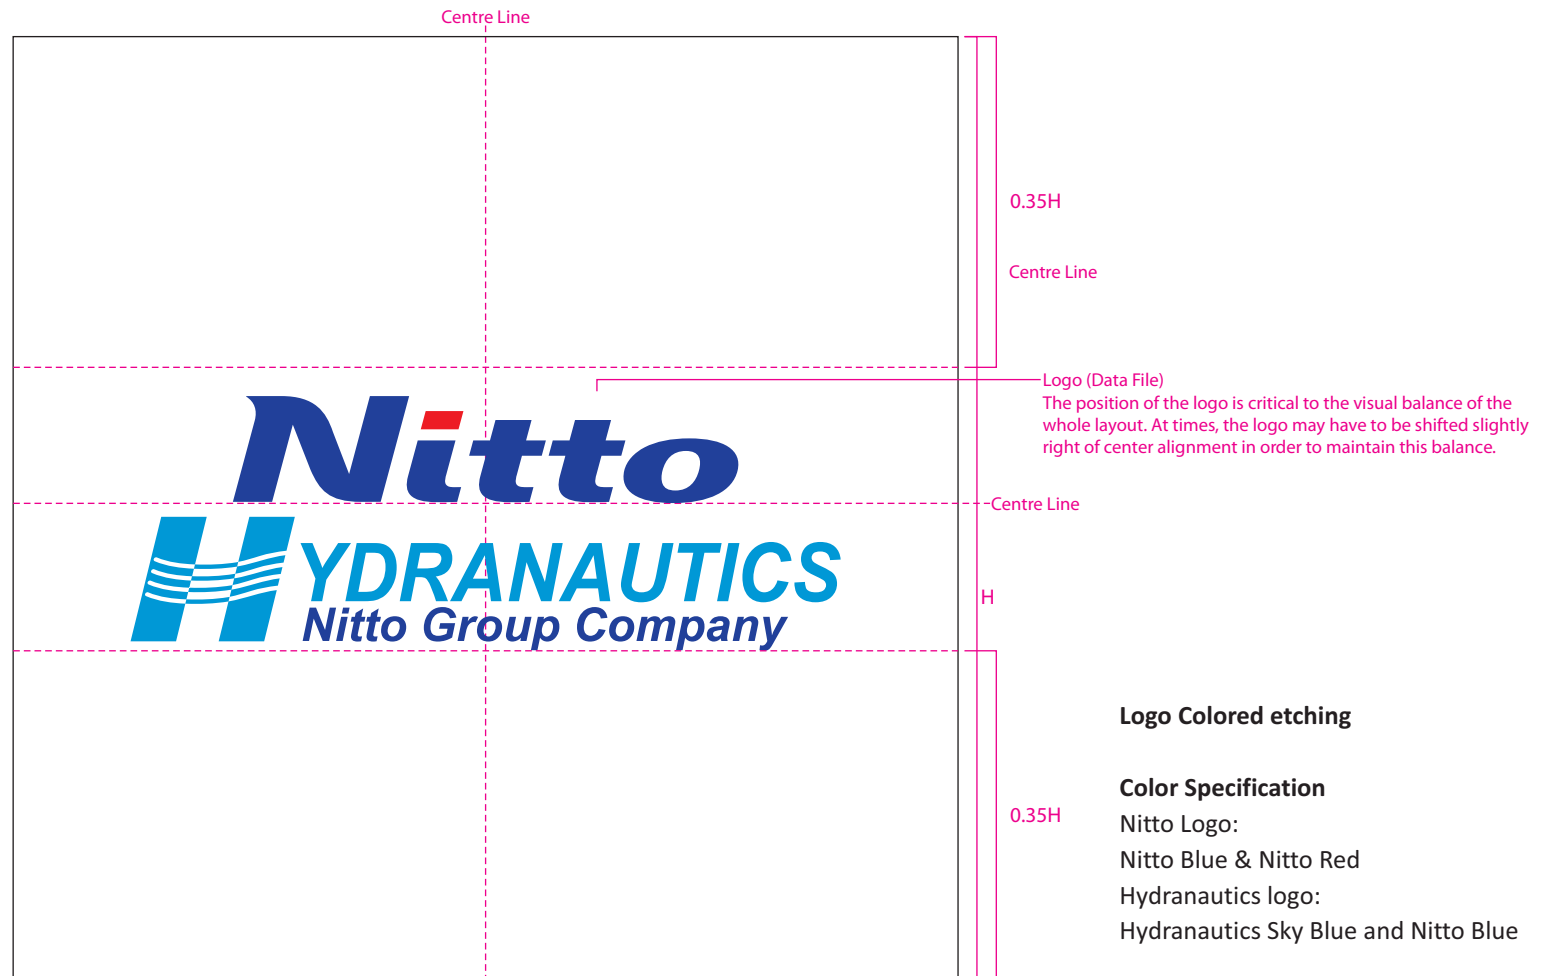 Centre Line
0.35H
Centre Line
Logo (Data File)
The position of the logo is critical to the visual balance of the
whole layout. At times, the logo may have to be shifted slightly
right of center alignment in order to maintain this balance.
Nitto
Centre Line
HYDRANAUTICS
H
Nitto Group Company
Logo Colored etching
Color Specification
0.35H
Nitto Logo:
Nitto Blue & Nitto Red
Hydranautics logo:
Hydranautics Sky Blue and Nitto Blue